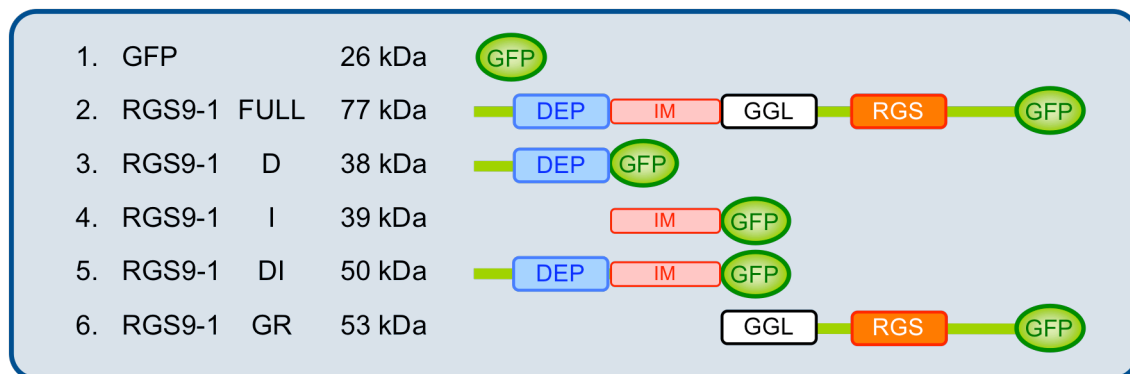 1. GFP 26 kDa GFP
2. RGS9-1 FULL 77 kDa DEP IM GGL RGS GFP
3. RGS9-1 D 38 kDa DEP GFP
4. RGS9-1 I 39 kDa IM GFP
5. RGS9-1 DI 50 kDa DEP IM GFP
6. RGS9-1 GR 53 kDa GGL RGS GFP